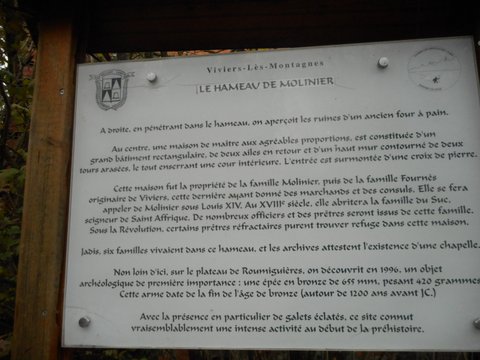 Viviers-Lès-Montagnes
LE HAMEAU DE MOLINIER
A droite, en pénétrant dans le hameau, on aperçoit les ruines d'un ancien four à pain.
Au centre, une maison de maître aux agréables proportions, est constituée d'un
grand bâtiment rectangulaire, de deux ailes en retour et d'un haut mur contourné de deux
tours arasées, le tout enserrant une cour intérieure. L'entrée est surmontée d'une croix de pierre.
Cette maison fut la propriété de la famille Molinier, puis de la famille Fournés
originaire de Viviers, cette dernière ayant donné des marchands et des consuls. Elle se fera
appeler de Molinier sous Louis XIV. Au XVIIIe siècle, elle abritera la famille du Suc,
seigneur de Saint Affrique. De nombreux officiers et des prêtres seront issus de cette famille.
Sous la Révolution, certains prêtres réfractaires purent trouver refuge dans cette maison.
Jadis, six familles vivaient dans ce hameau, et les archives attestent l'existence d'une chapelle.
Non loin d'ici, sur le plateau de Roumiguières, on découvrit en 1996, un objet
archéologique de première importance : une épée en bronze de 655 mm, pesant 420 grammes.
Cette arme date de la fin de l'âge de bronze (autour de 1200 ans avant JC.)
Avec la présence en particulier de galets éclatés, ce site connut
vraisemblablement une intense activité au début de la préhistoire.